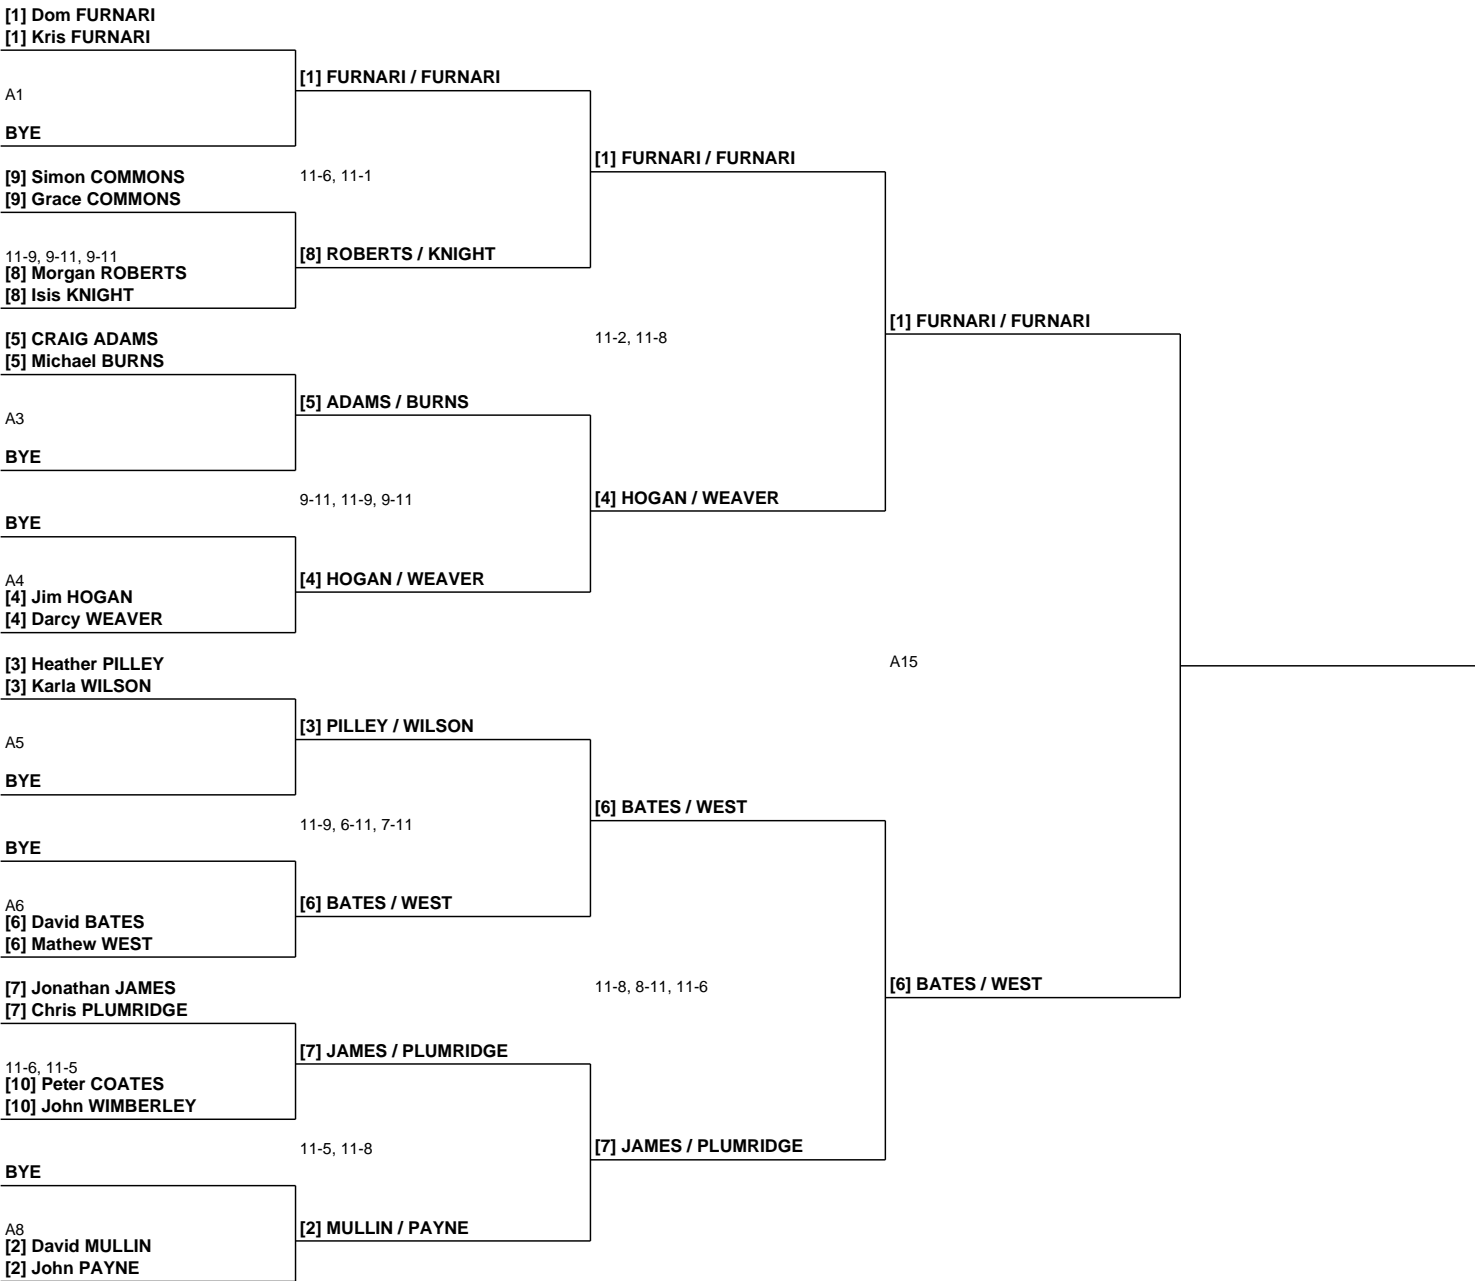 [1] Dom FURNARI
[1] Kris FURNARI
A1
BYE
[9] Simon COMMONS
[9] Grace COMMONS
11-9, 9-11, 9-11
[8] Morgan ROBERTS
[8] Isis KNIGHT
[5] CRAIG ADAMS
[5] Michael BURNS
A3
BYE
BYE
A4
[4] Jim HOGAN
[4] Darcy WEAVER
[3] Heather PILLEY
[3] Karla WILSON
A5
BYE
BYE
A6
[6] David BATES
[6] Mathew WEST
[7] Jonathan JAMES
[7] Chris PLUMRIDGE
11-6, 11-5
[10] Peter COATES
[10] John WIMBERLEY
BYE
A8
[2] David MULLIN
[2] John PAYNE
[1] FURNARI / FURNARI
11-6, 11-1
[8] ROBERTS / KNIGHT
[5] ADAMS / BURNS
9-11, 11-9, 9-11
[4] HOGAN / WEAVER
[3] PILLEY / WILSON
11-9, 6-11, 7-11
[6] BATES / WEST
[7] JAMES / PLUMRIDGE
11-5, 11-8
[2] MULLIN / PAYNE
[1] FURNARI / FURNARI
11-2, 11-8
[4] HOGAN / WEAVER
[6] BATES / WEST
11-8, 8-11, 11-6
[7] JAMES / PLUMRIDGE
[1] FURNARI / FURNARI
A15
[6] BATES / WEST